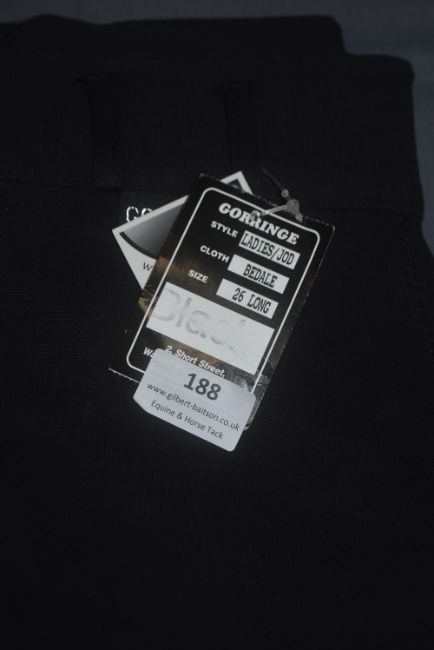 GO
W
GORRINGE
STYLE LADIES/JOD
CLOTH BEDALE
SIZE 26 LONG
Black
2, Short Street,
188
www.gilbert-baitson.co.uk
Equine & Horse Tack